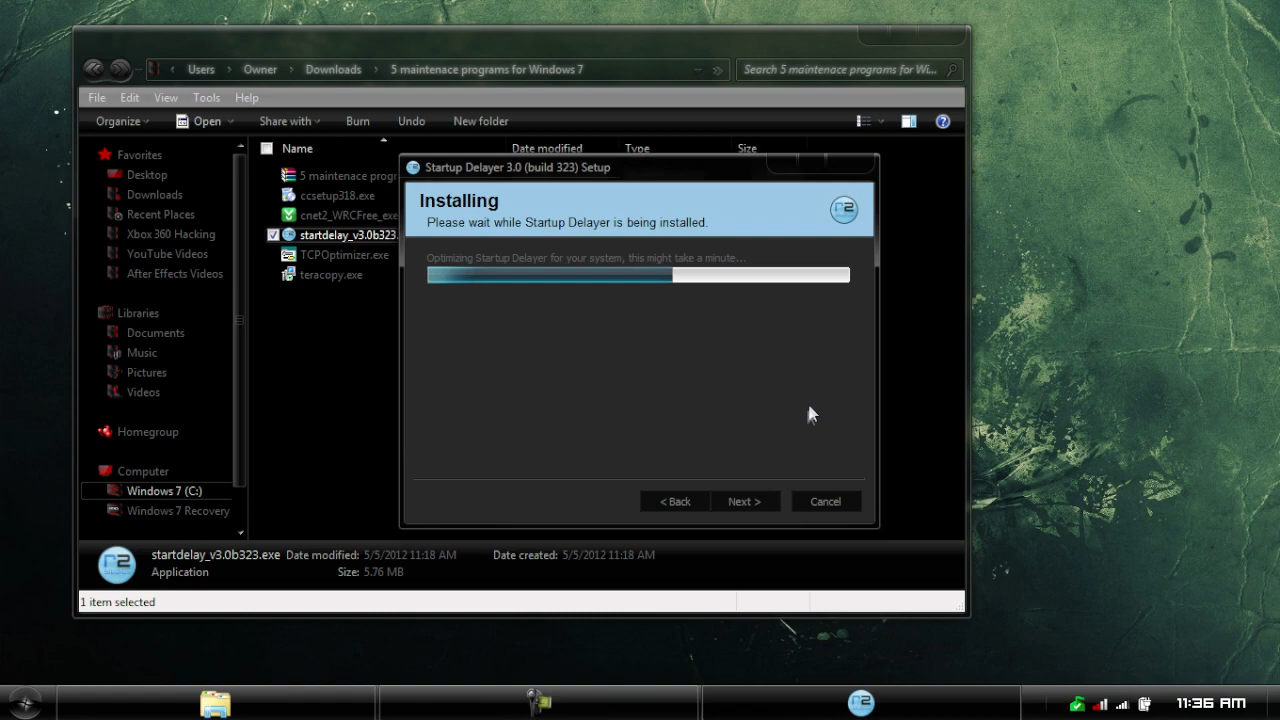 Users Owner Downloads 5 maintenace programs for Windows 7 Search 5 maintenace programs for Wi...
File Edit View Tools Help
Organize Open Share with Burn Undo New folder
Name Date modified Type Size
Favorites
Desktop
Downloads
Recent Places
Xbox 360 Hacking
YouTube Videos
After Effects Videos
Libraries
Documents
Music
Pictures
Videos
Homegroup
Computer
Windows 7 (C:)
Windows 7 Recovery
5 maintenace progr
ccsetup318.exe
cnet2_WRCFree_exe
startdelay_v3.0b323.
TCPOptimizer.exe
teracopy.exe
Startup Delayer 3.0 (build 323) Setup
Installing
Please wait while Startup Delayer is being installed.
r2
Optimizing Startup Delayer for your system, this might take a minute...
< Back Next > Cancel
startdelay_v3.0b323.exe Date modified: 5/5/2012 11:18 AM Date created: 5/5/2012 11:18 AM
Application Size: 5.76 MB
1 item selected
11:36 AM